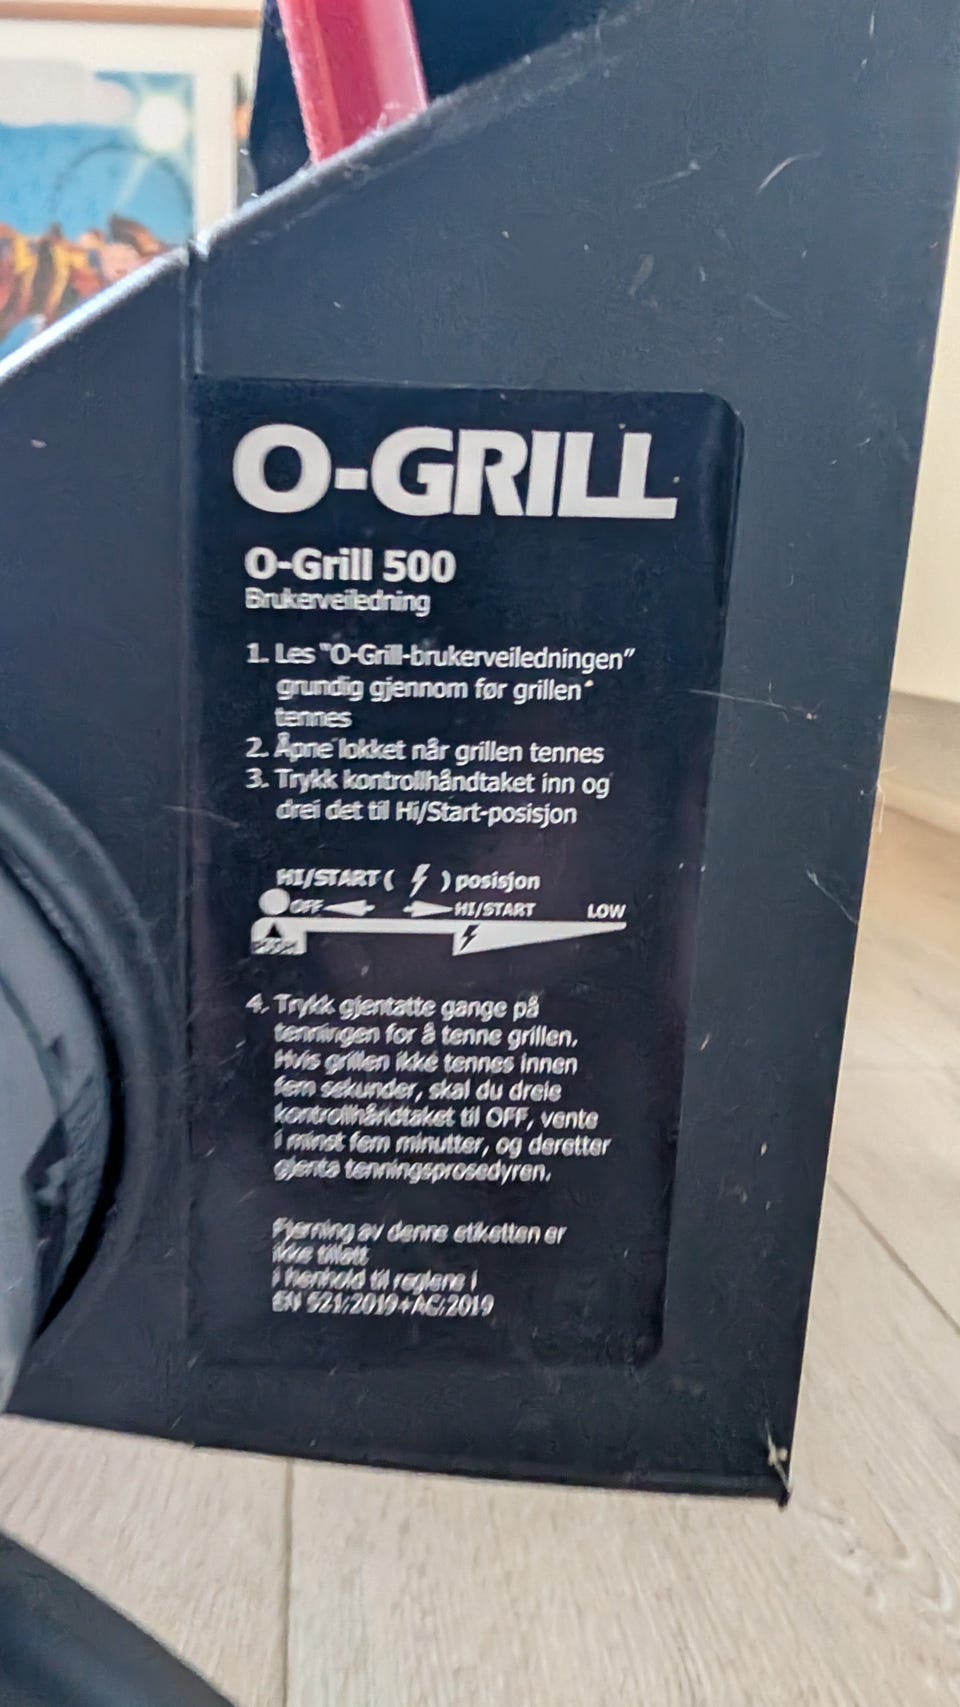 O-GRILL
O-Grill 500
Brukerveiledning
1. Les "O-Grill-brukerveiledningen"
grundig gjennom før grillen
tennes
2. Åpne lokket når grillen tennes
3. Trykk kontrollhåndtaket inn og
drei det til Hi/Start-posisjon
HI/START ( ) posisjon
OFF HI/START LOW
4. Trykk gjentatte gange på
tenningen for å tenne grillen.
Hvis grillen ikke tennes innen
fem sekunder, skal du dreie
kontrollhåndtaket til OFF, vente
i minst fem minutter, og deretter
gjenta tenningsprosedyren.
Fjerning av denne etiketten er
ikke tillatt
i henhold til reglene i
EN 521:2019+AC:2019